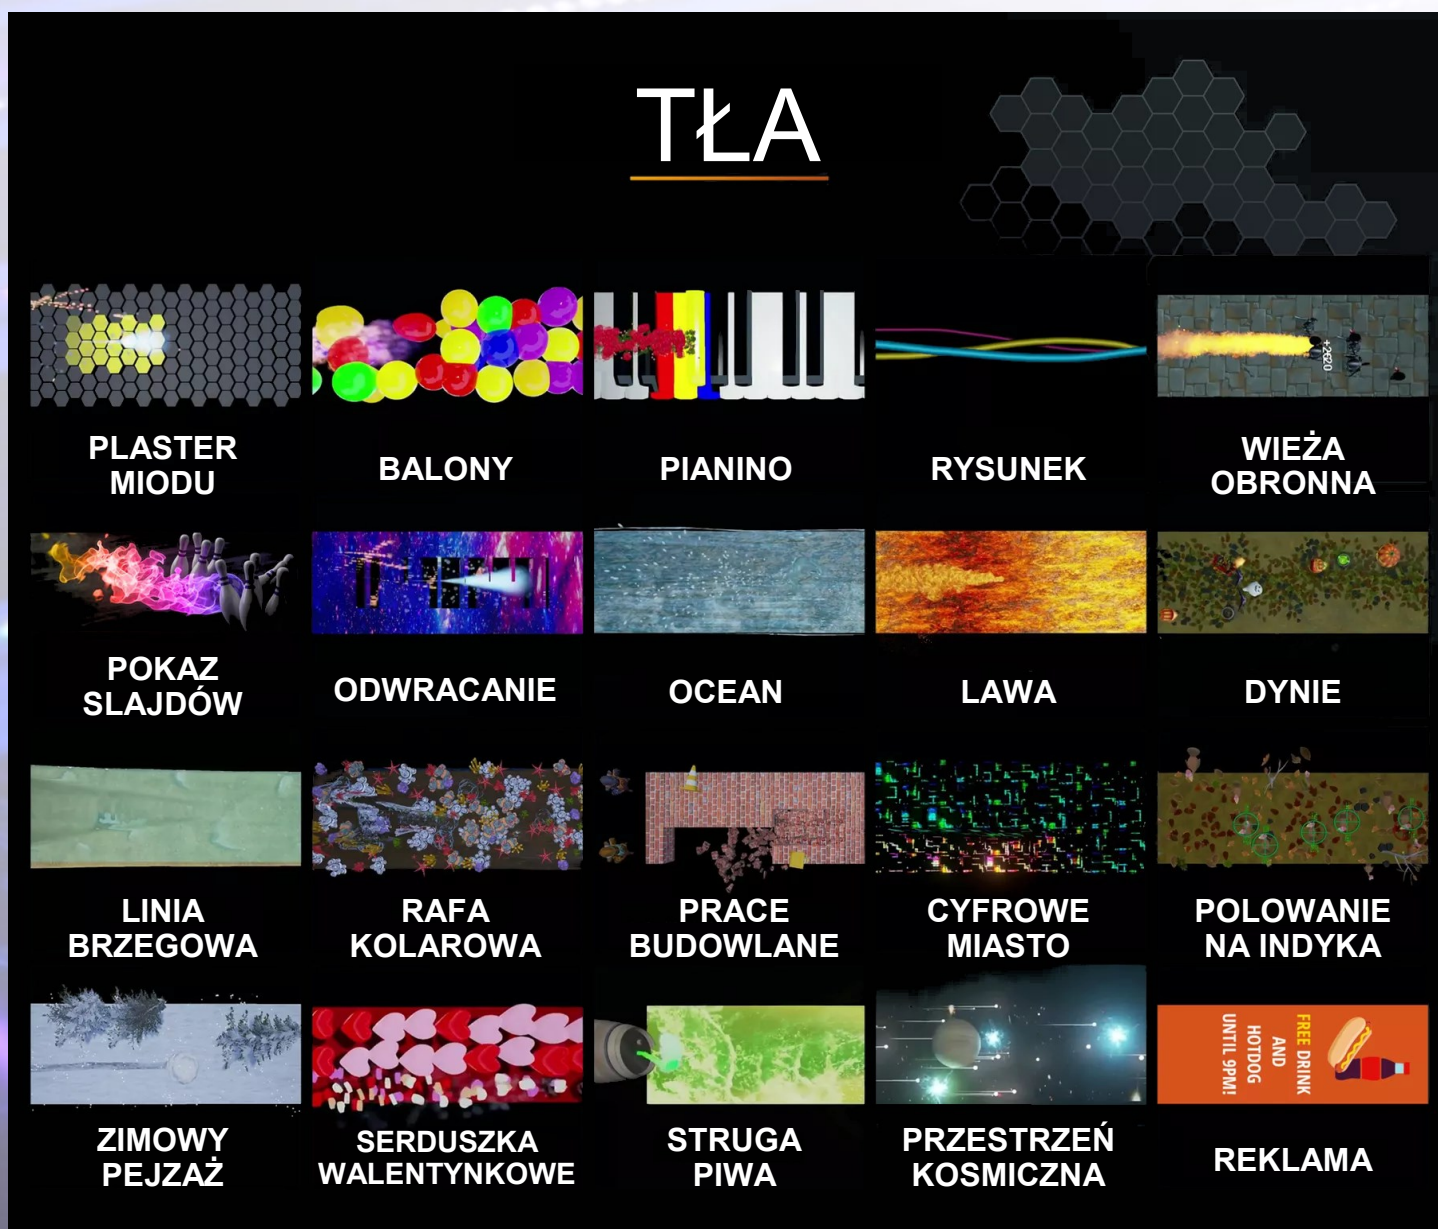 TŁA
PLASTER
MIODU
BALONY
PIANINO
RYSUNEK
+2620
WIEŻA
OBRONNA
POKAZ
SLAJDÓW
ODWRACANIE
OCEAN
LAWA
DYNIE
LINIA
BRZEGOWA
RAFA
KOLAROWA
PRACE
BUDOWLANE
CYFROWE
MIASTO
POLOWANIE
NA INDYKA
ZIMOWY
PEJZAŻ
SERDUSZKA
WALENTYNKOWE
STRUGA
PIWA
PRZESTRZEŃ
KOSMICZNA
FREE DRINK
AND
HOTDOG
UNTIL 9PM!
REKLAMA